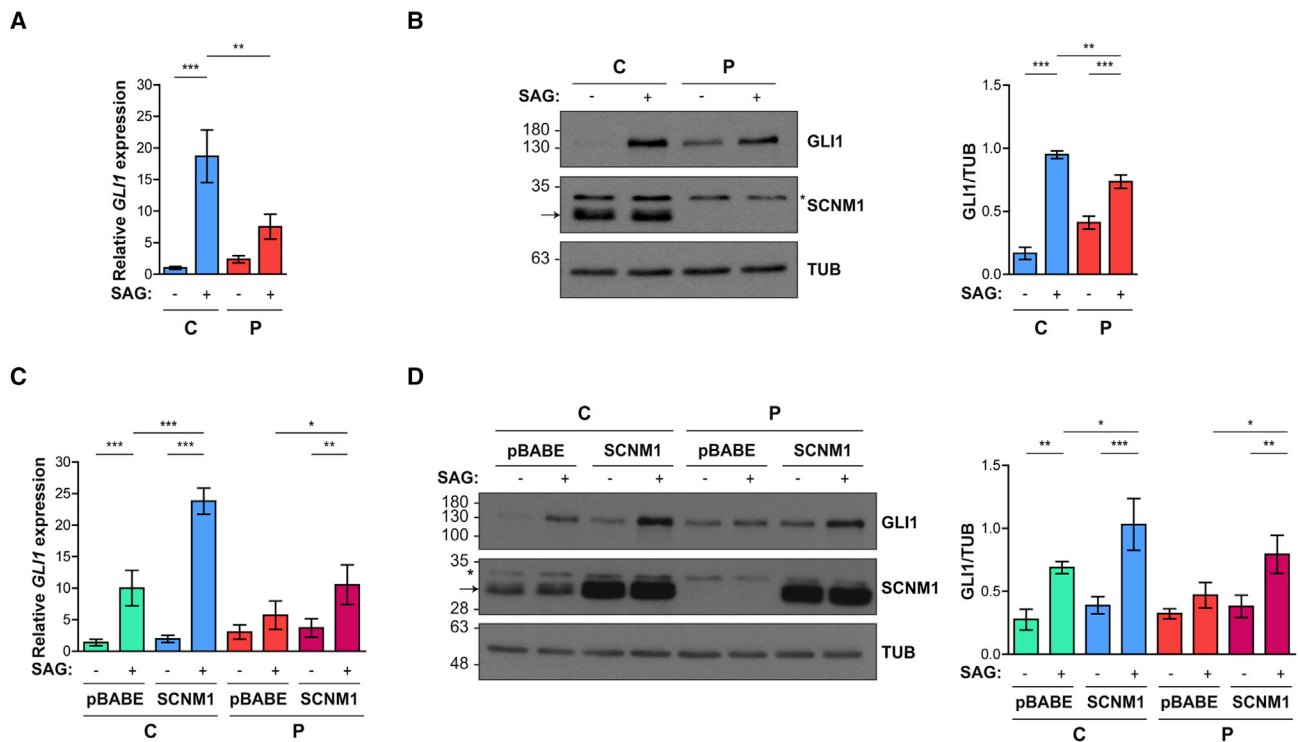 A
** 
***
Relative GLI1 expression
30
25
20
15
10
5
0
SAG: - + - +
C P
B
C P
SAG: - + - +
180
130
GLI1
35
* SCNM1
→
63
TUB
**
*** ***
GLI1/TUB
1.5
1.0
0.5
0.0
SAG: - + - +
C P
C
*** *
*** *** **
Relative GLI1 expression
30
25
20
15
10
5
0
SAG: - + - + - + - +
pBABE SCNM1 pBABE SCNM1
C P
D
C P
pBABE SCNM1 pBABE SCNM1
SAG: - + - + - + - +
180
130
100
GLI1
35
*
→
28
SCNM1
63
48
TUB
* *
** *** **
GLI1/TUB
1.5
1.0
0.5
0.0
SAG: - + - + - + - +
pBABE SCNM1 pBABE SCNM1
C P